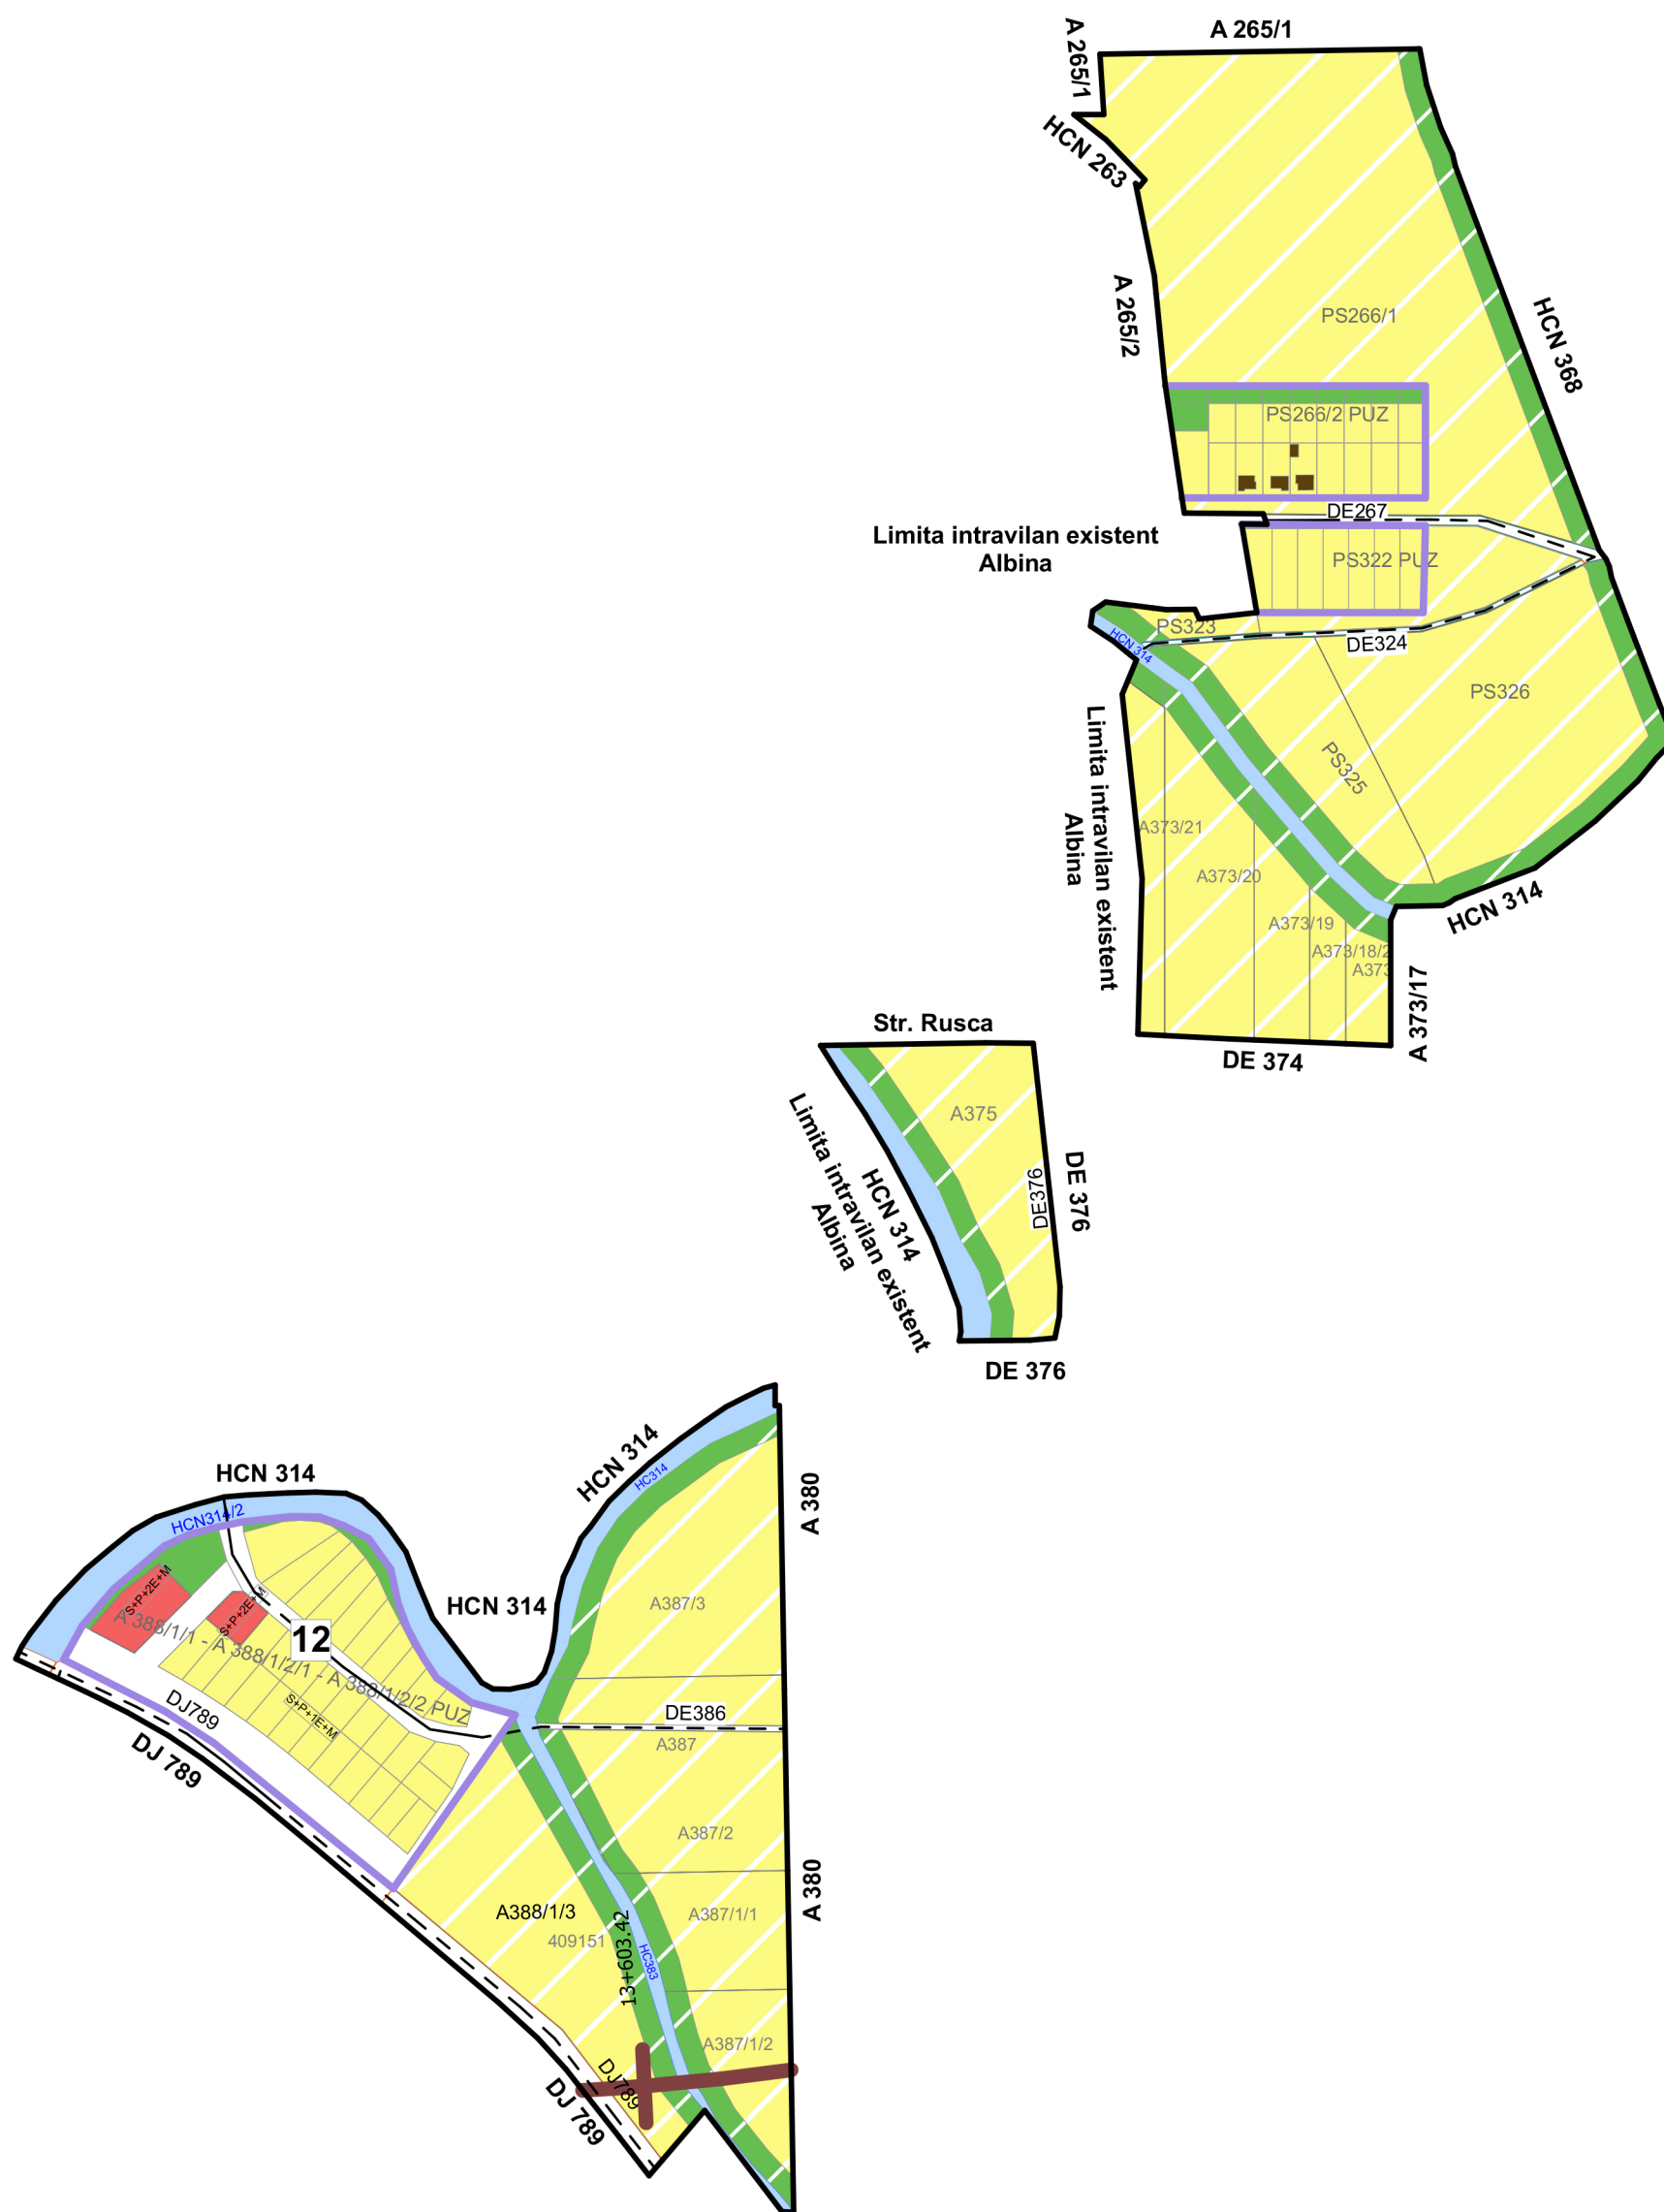 A 265/1
A 265/1
HCN 263
A 265/2
PS266/1
HCN 368
PS266/2 PUZ
DE267
Limita intravilan existent
Albina
PS322 PUZ
PS323
HCN 314
DE324
PS326
PS325
Limita intravilan existent
Albina
A373/21
A373/20
A373/19
A373/18/2
A373
HCN 314
A 373/17
DE 374
Str. Rusca
A375
DE376
DE 376
HCN 314
Limita intravilan existent
Albina
DE 376
HCN 314
HCN 314
HC314
A 380
HCN314/2
S+P+2E+M
S+P+2E+M
HCN 314
A387/3
12
A 388/1/1 - A 388/1/2/1 - A 388/1/2/2 PUZ
S+P+1E+M
DJ789
DJ 789
DE386
A387
A387/2
A388/1/3
409151
13+603.42
HC383
A387/1/1
A 380
A387/1/2
DJ789
DJ 789